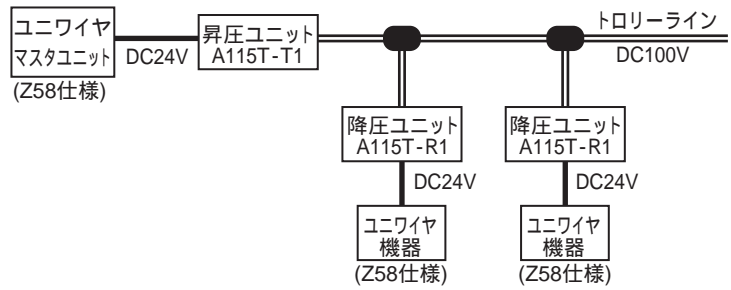 ユニワイヤ
マスタユニット
(Z58仕様)
DC24V
昇圧ユニット
A115T-T1
トロリーライン
DC100V
降圧ユニット
A115T-R1
DC24V
ユニワイヤ
機器
(Z58仕様)
降圧ユニット
A115T-R1
DC24V
ユニワイヤ
機器
(Z58仕様)